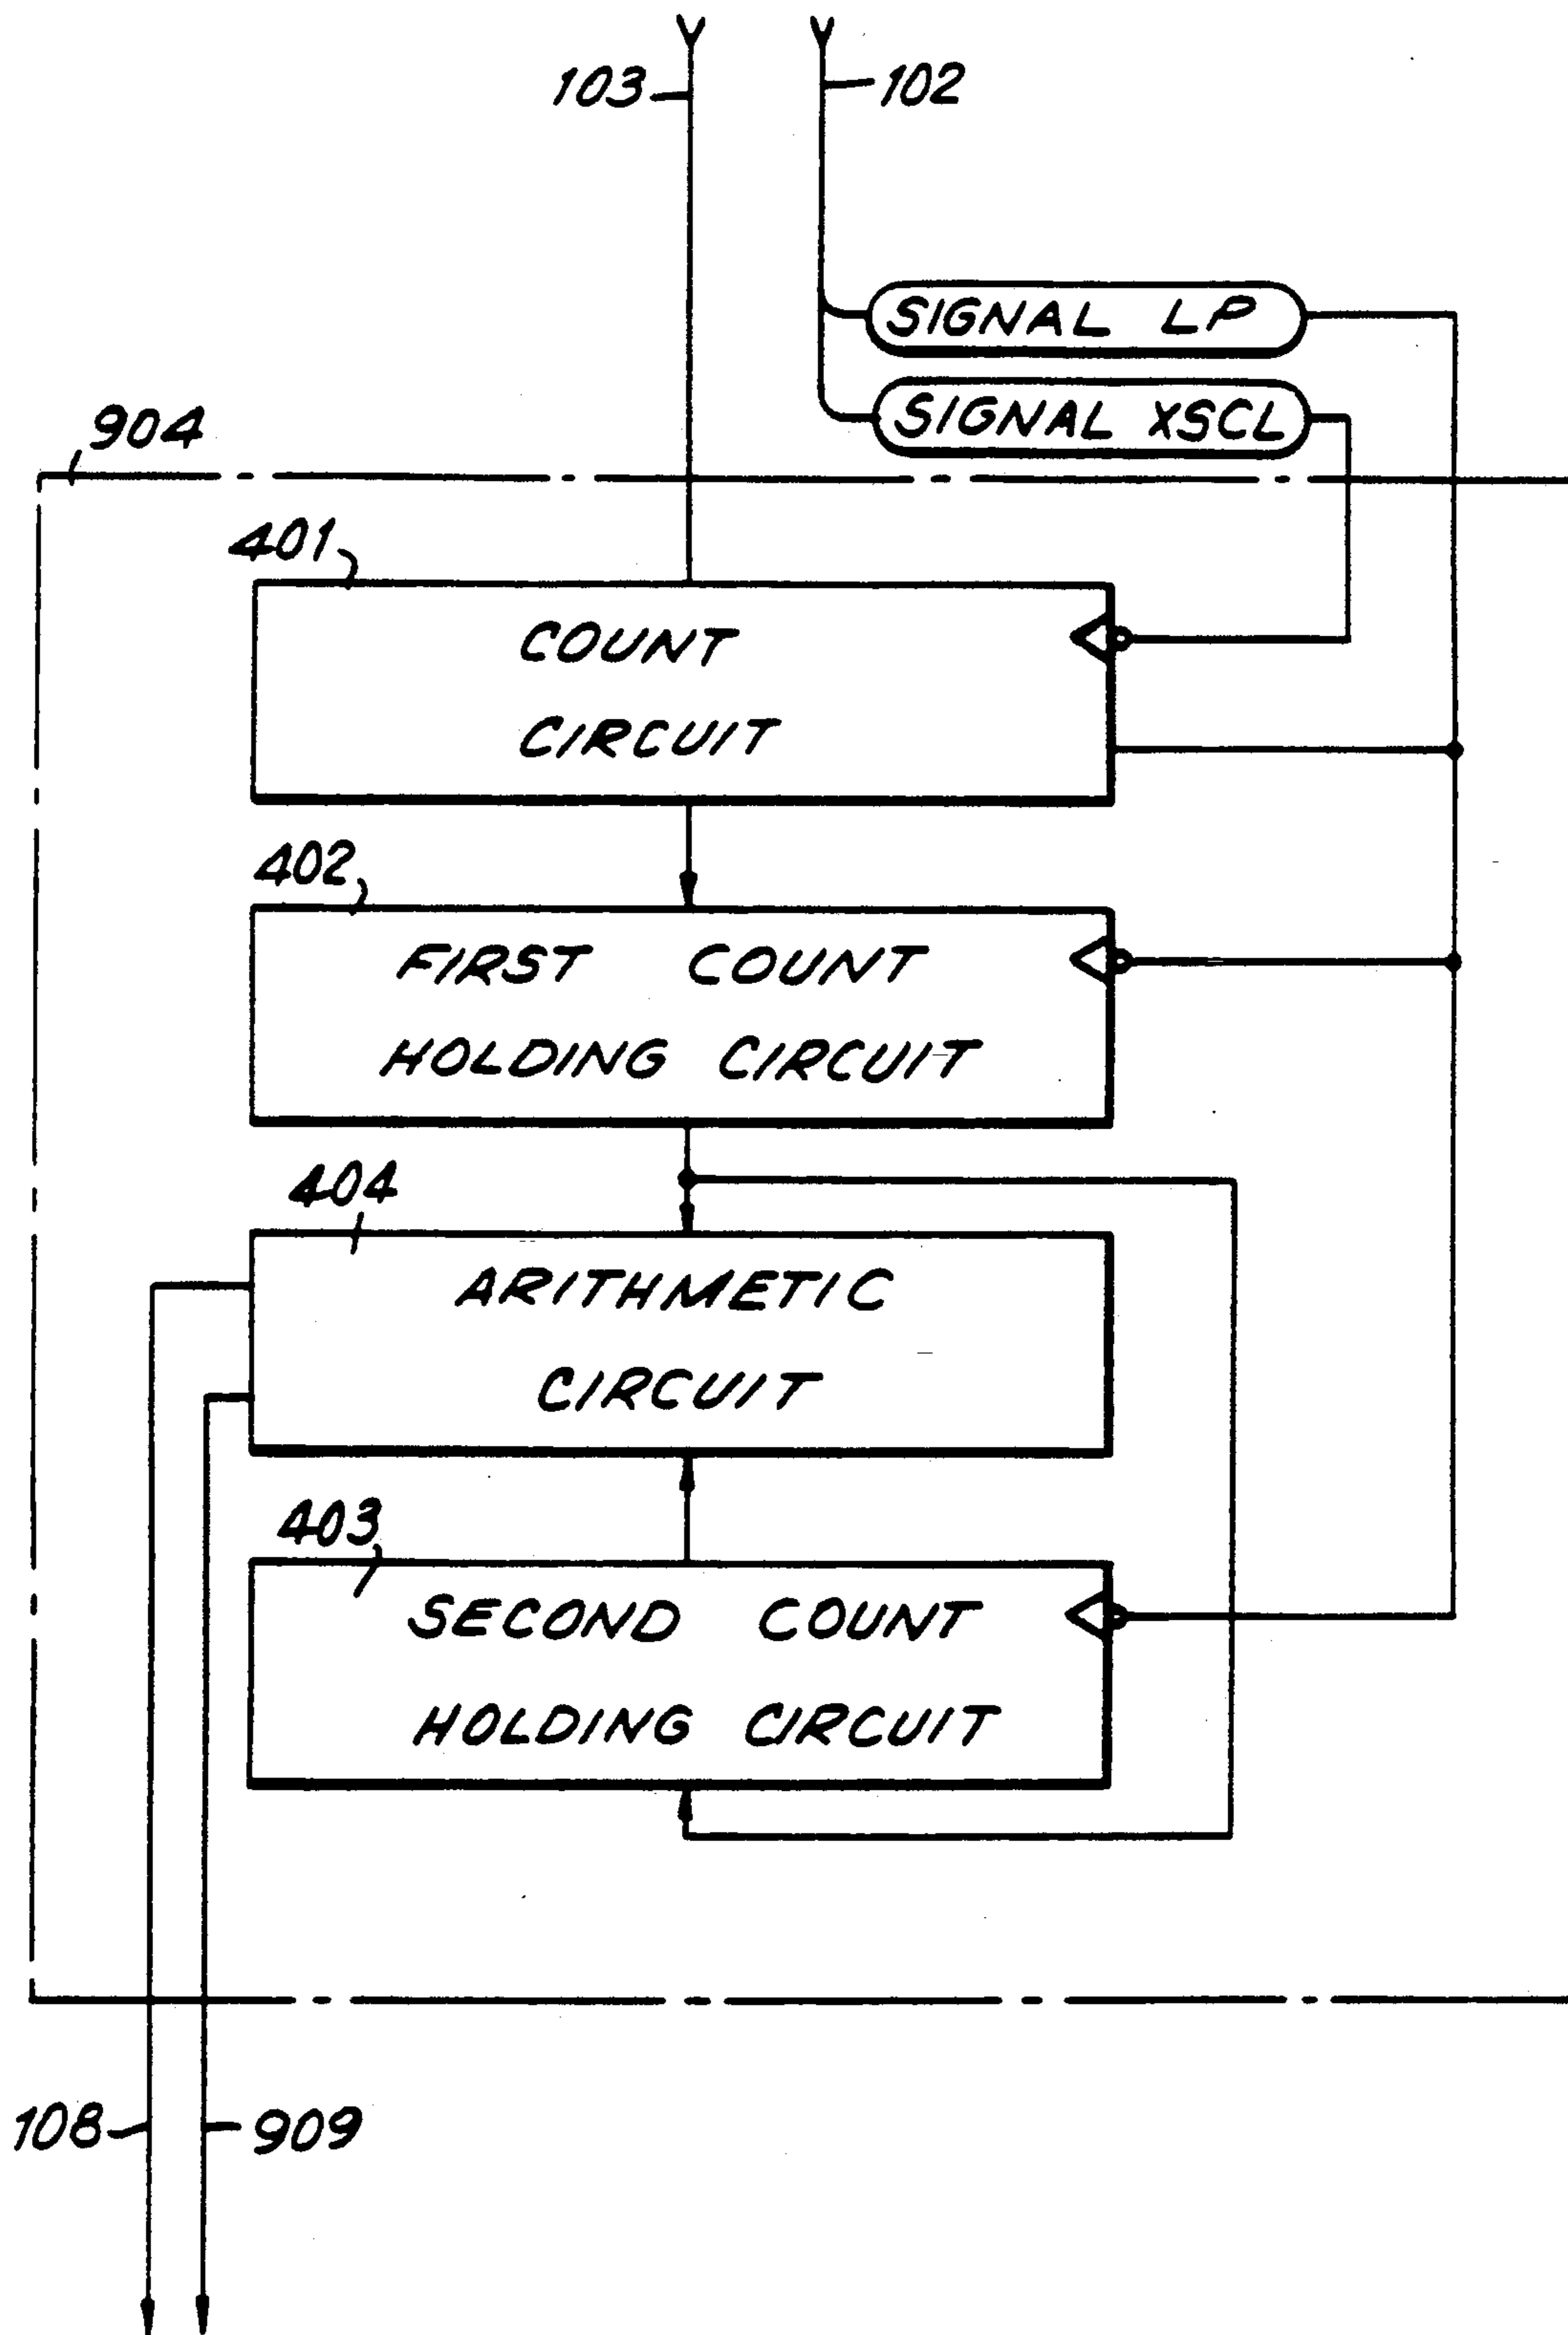 103 102
SIGNAL LP
SIGNAL XSCL
904
401
COUNT
CIRCUIT
402
FIRST COUNT
HOLDING CIRCUIT
404
ARITHMETIC
CIRCUIT
403
SECOND COUNT
HOLDING CIRCUIT
108 909